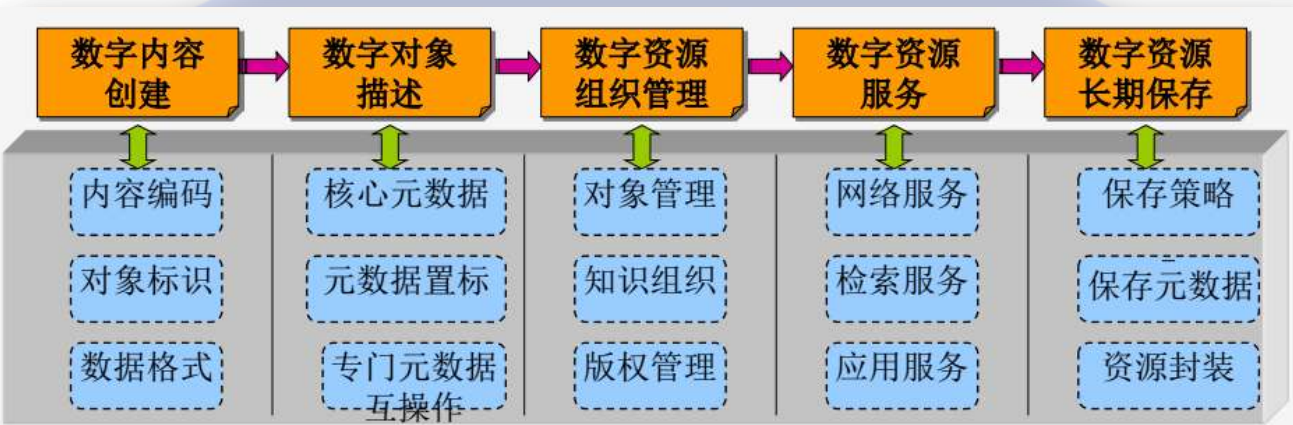 数字内容
创建
数字对象
描述
数字资源
组织管理
数字资源
服务
数字资源
长期保存
内容编码
核心元数据
对象管理
网络服务
保存策略
对象标识
元数据置标
知识组织
检索服务
保存元数据
数据格式
专门元数据
互操作
版权管理
应用服务
资源封装